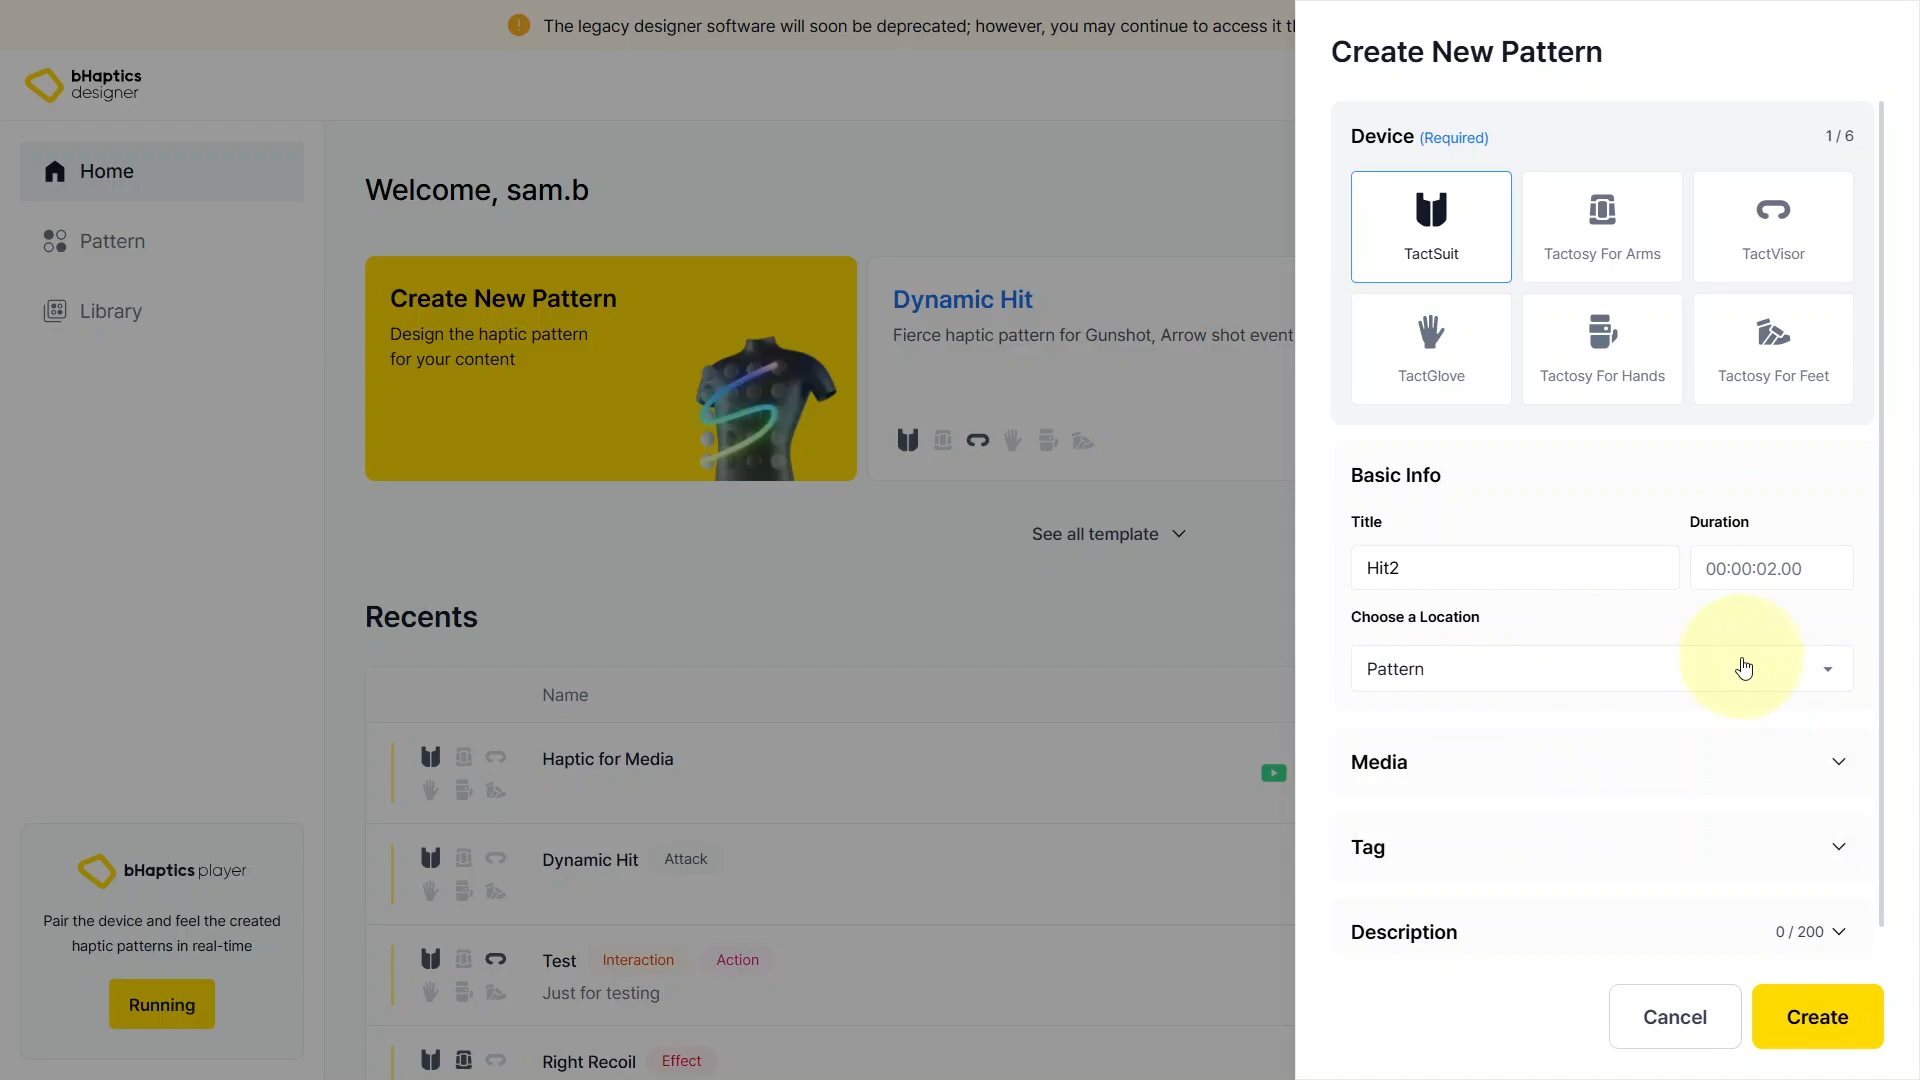 The legacy designer software will soon be deprecated; however, you may continue to access it
bHaptics
designer
Home
Pattern
Library
bHaptics player
Pair the device and feel the created
haptic patterns in real-time
Running
Welcome, sam.b
Create New Pattern
Design the haptic pattern
for your content
Dynamic Hit
Fierce haptic pattern for Gunshot, Arrow shot event
See all template
Recents
Name
Haptic for Media
Dynamic Hit Attack
Test Interaction Action
Just for testing
Right Recoil Effect
Create New Pattern
Device (Required) 1 / 6
TactSuit Tactosy For Arms TactVisor
TactGlove Tactosy For Hands Tactosy For Feet
Basic Info
Title Duration
Hit2 00:00:02.00
Choose a Location
Pattern
Media
Tag
Description 0 / 200
Cancel Create